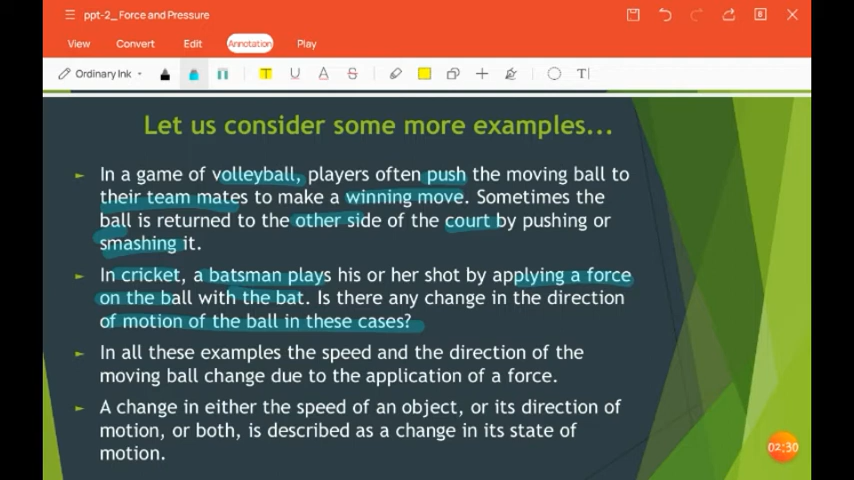 ppt-2_ Force and Pressure
8
View Convert Edit Annotation Play
Ordinary Ink T U A S T
Let us consider some more examples...
In a game of volleyball, players often push the moving ball to
their team mates to make a winning move. Sometimes the
ball is returned to the other side of the court by pushing or
smashing it.
In cricket, a batsman plays his or her shot by applying a force
on the ball with the bat. Is there any change in the direction
of motion of the ball in these cases?
In all these examples the speed and the direction of the
moving ball change due to the application of a force.
A change in either the speed of an object, or its direction of
motion, or both, is described as a change in its state of
motion.
02:30